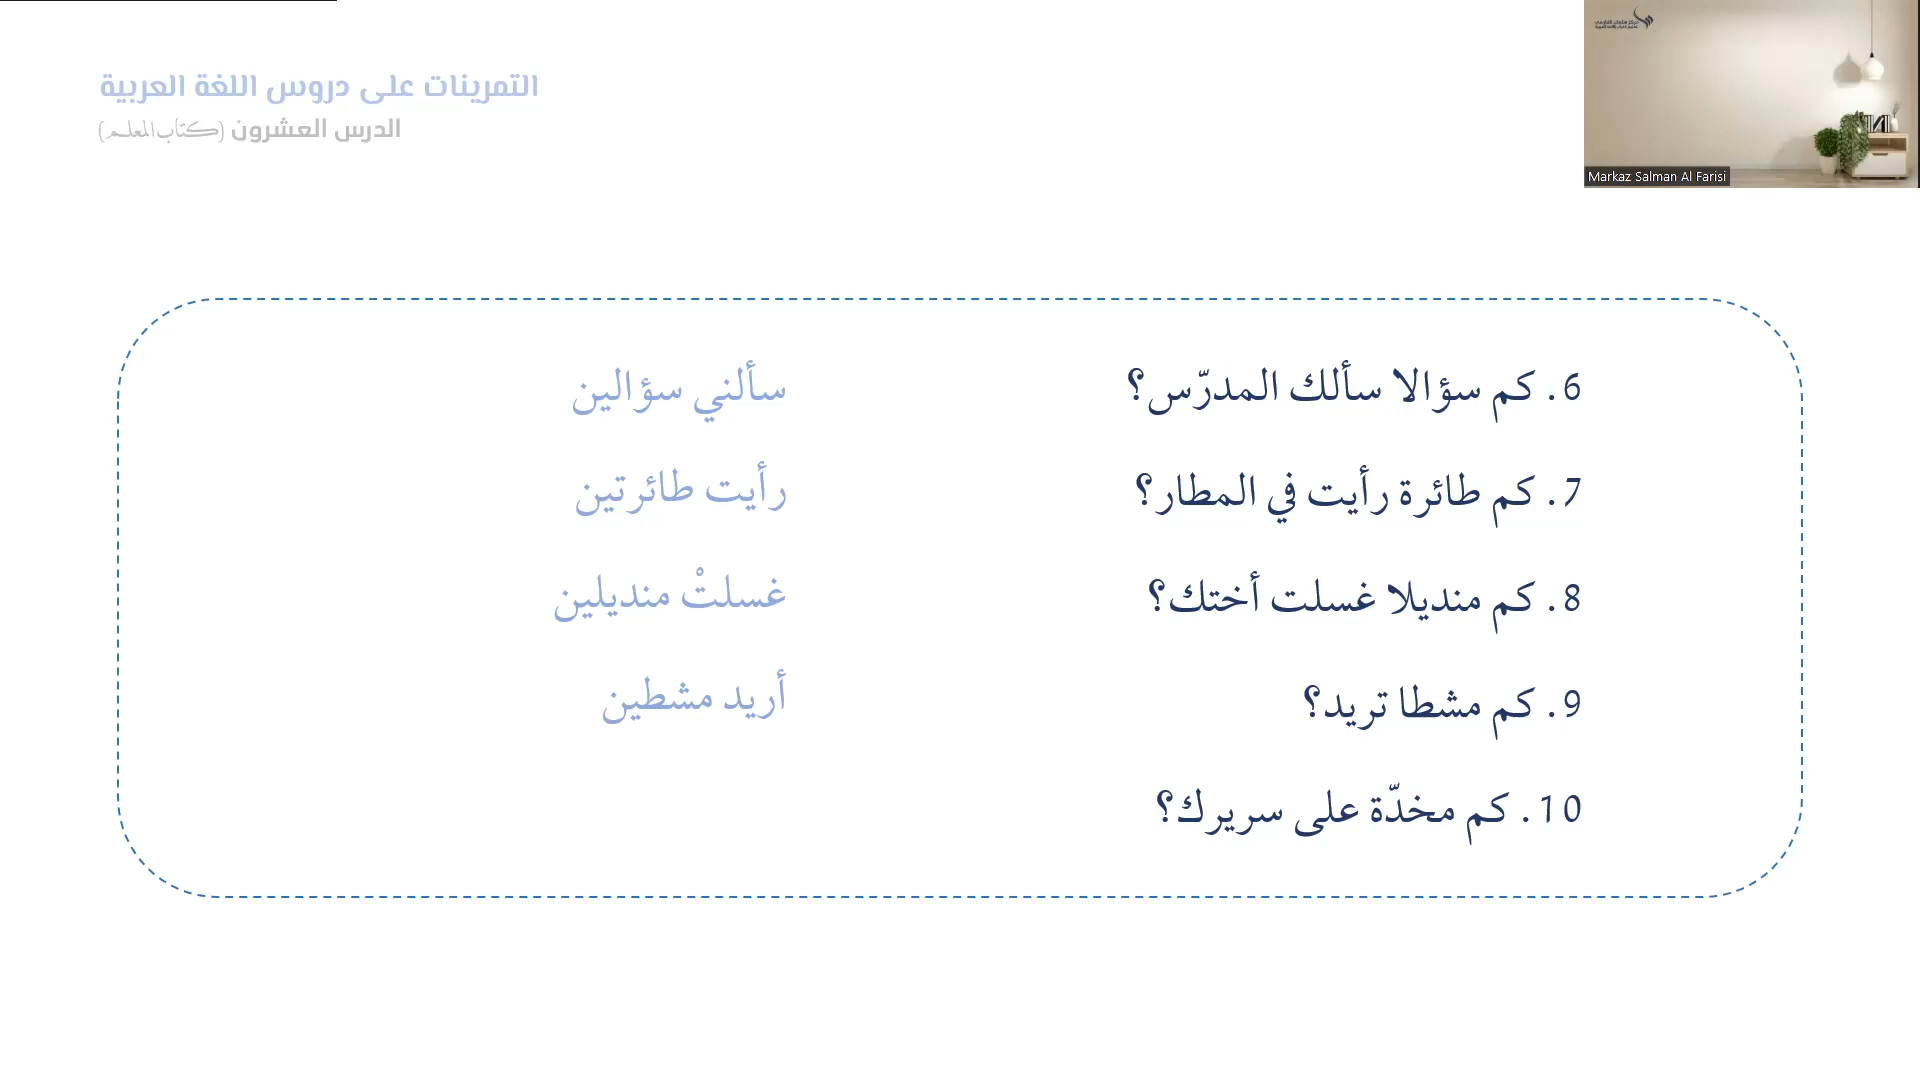 التمرينات على دروس اللغة العربية
الدرس العشرون (كتاب المعلم)
Markaz Salman Al Farisi
6. كم سؤالا سألك المدرّس؟
سألني سؤالين
7. كم طائرة رأيت في المطار؟
رأيت طائرتين
8. كم منديلا غسلت أختك؟
غسلتْ منديلين
9. كم مشطا تريد؟
أريد مشطين
10. كم مخدّة على سريرك؟